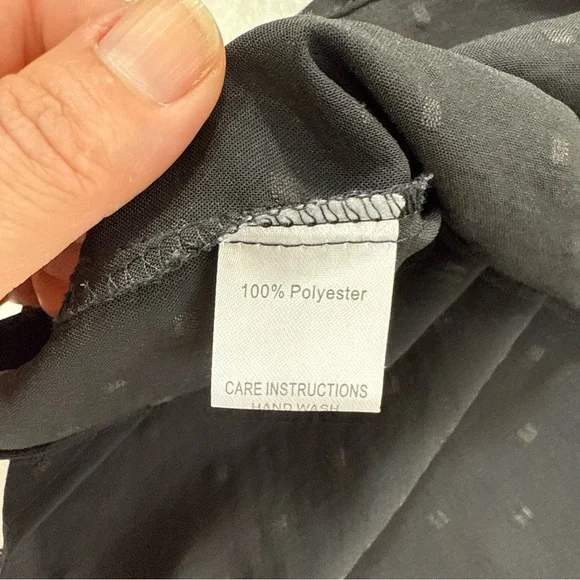 100% Polyester
CARE INSTRUCTIONS
HAND WASH